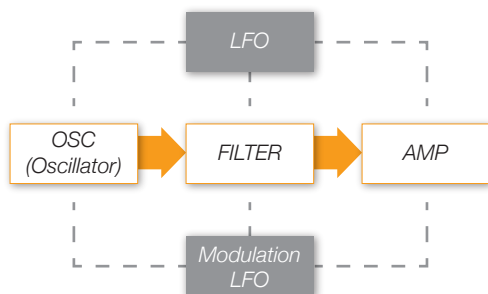 LFO
OSC
(Oscillator)
FILTER
AMP
Modulation
LFO